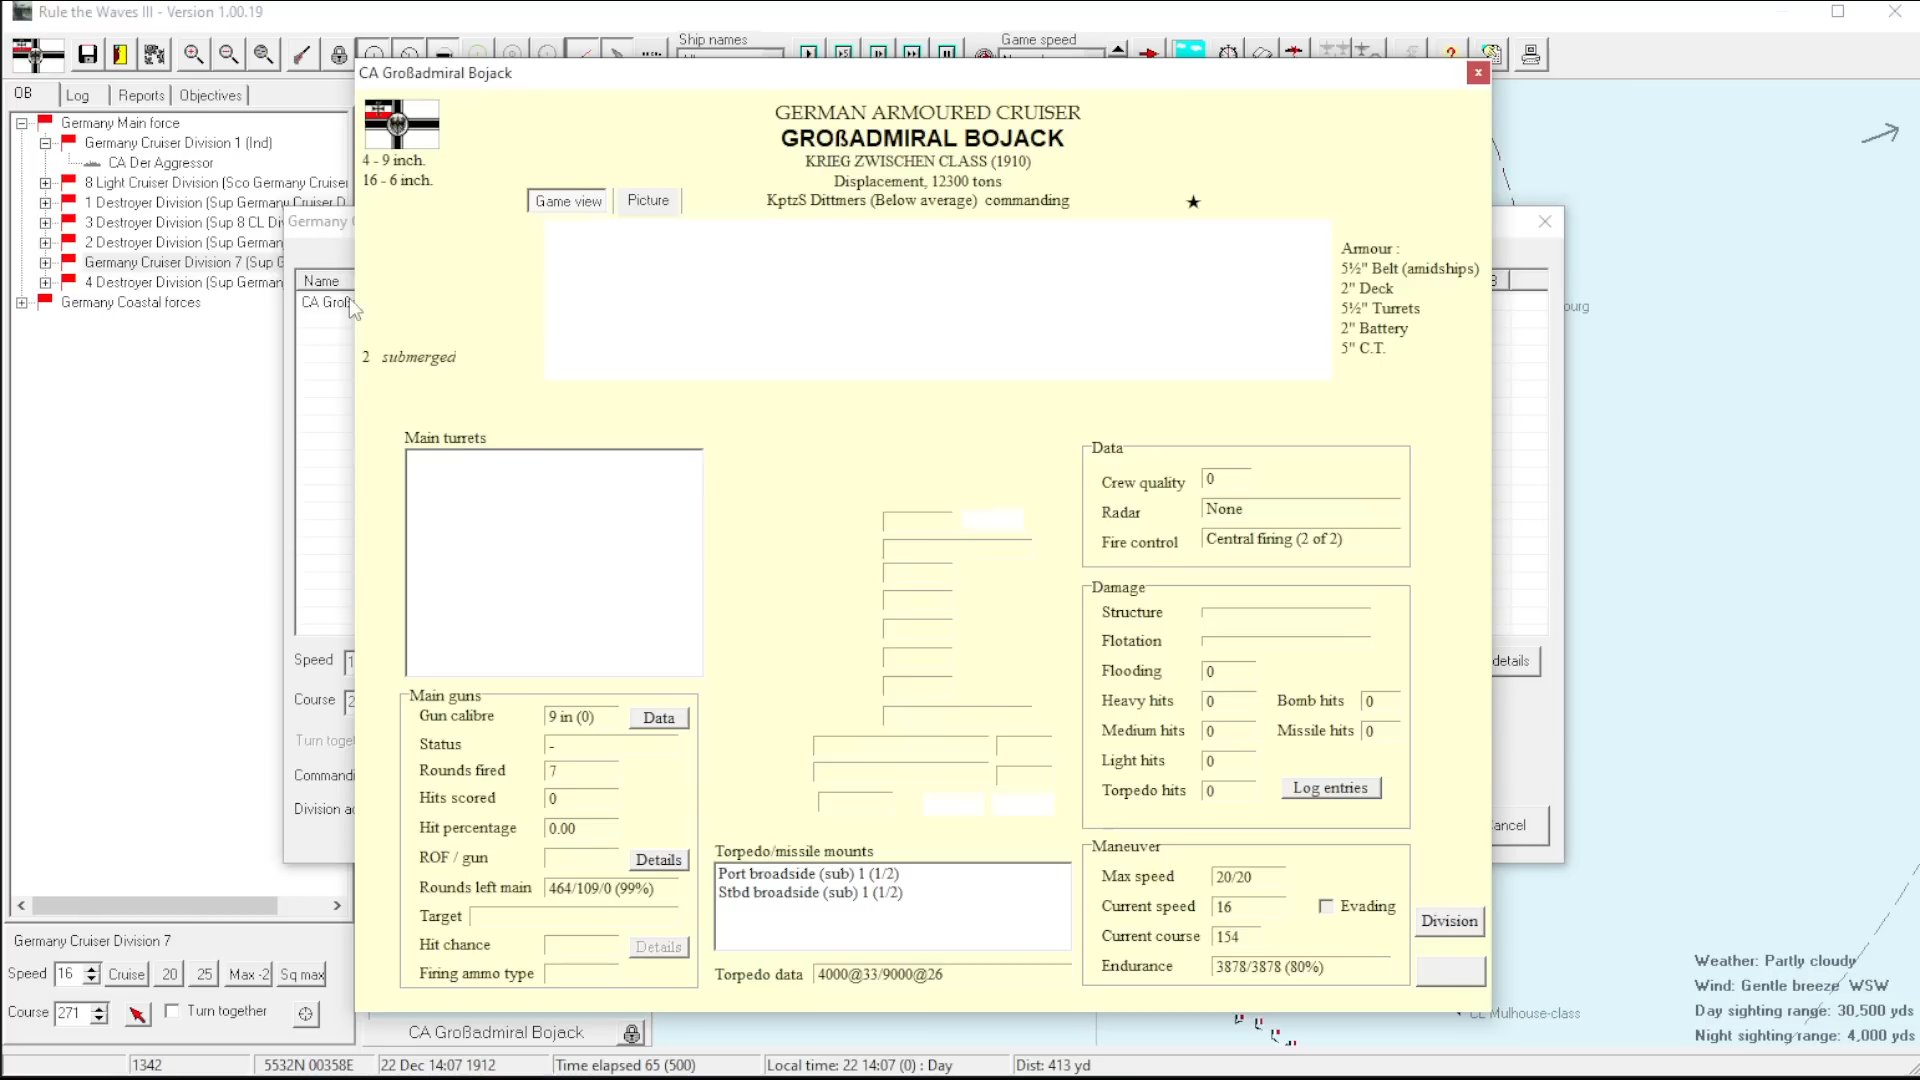 Rule the Waves III - Version 1.00.19
Ship names
Game speed
OB
Log
Reports
Objectives
Germany Main force
Germany Cruiser Division 1 (Ind)
CA Der Aggressor
8 Light Cruiser Division (Sco Germany Cruiser
1 Destroyer Division (Sup Germany Cruiser D
3 Destroyer Division (Sup 8 CL Di
2 Destroyer Division (Sup German
Germany Cruiser Division 7 (Sup G
4 Destroyer Division (Sup German
Germany Coastal forces
Germany C
Name
CA Groß
Speed 1
Course 2
Turn toget
Commandi
Division a
details
ancel
CA Großadmiral Bojack
x
GERMAN ARMOURED CRUISER
GROßADMIRAL BOJACK
KRIEG ZWISCHEN CLASS (1910)
Displacement, 12300 tons
KptzS Dittmers (Below average) commanding
4 - 9 inch.
16 - 6 inch.
Game view
Picture
2 submerged
Armour :
5½" Belt (amidships)
2" Deck
5½" Turrets
2" Battery
5" C.T.
Main turrets
Main guns
Gun calibre 9 in (0) Data
Status -
Rounds fired 7
Hits scored 0
Hit percentage 0.00
ROF / gun Details
Rounds left main 464/109/0 (99%)
Target
Hit chance Details
Firing ammo type
Torpedo/missile mounts
Port broadside (sub) 1 (1/2)
Stbd broadside (sub) 1 (1/2)
Torpedo data 4000@33/9000@26
Data
Crew quality 0
Radar None
Fire control Central firing (2 of 2)
Damage
Structure
Flotation
Flooding 0
Heavy hits 0 Bomb hits 0
Medium hits 0 Missile hits 0
Light hits 0
Torpedo hits 0 Log entries
Maneuver
Max speed 20/20
Current speed 16 Evading
Current course 154
Endurance 3878/3878 (80%)
Division
ourg
Germany Cruiser Division 7
Speed 16 Cruise 20 25 Max -2 Sq max
Course 271 Turn together
CA Großadmiral Bojack
CL Mulhouse-class
Weather: Partly cloudy
Wind: Gentle breeze WSW
Day sighting range: 30,500 yds
Night sighting range: 4,000 yds
1342
5532N 00358E
22 Dec 14:07 1912
Time elapsed 65 (500)
Local time: 22 14:07 (0) : Day
Dist: 413 yd